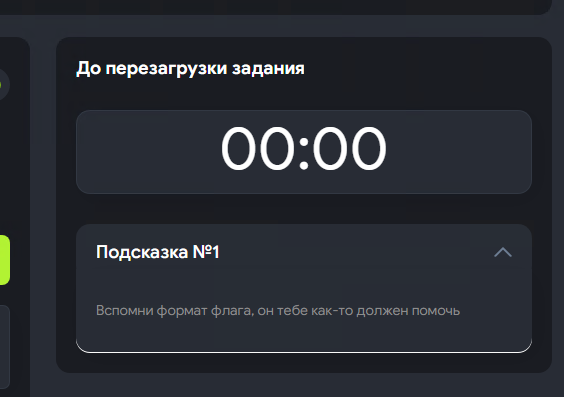 До перезагрузки задания
00:00
Подсказка №1
Вспомни формат флага, он тебе как-то должен помочь